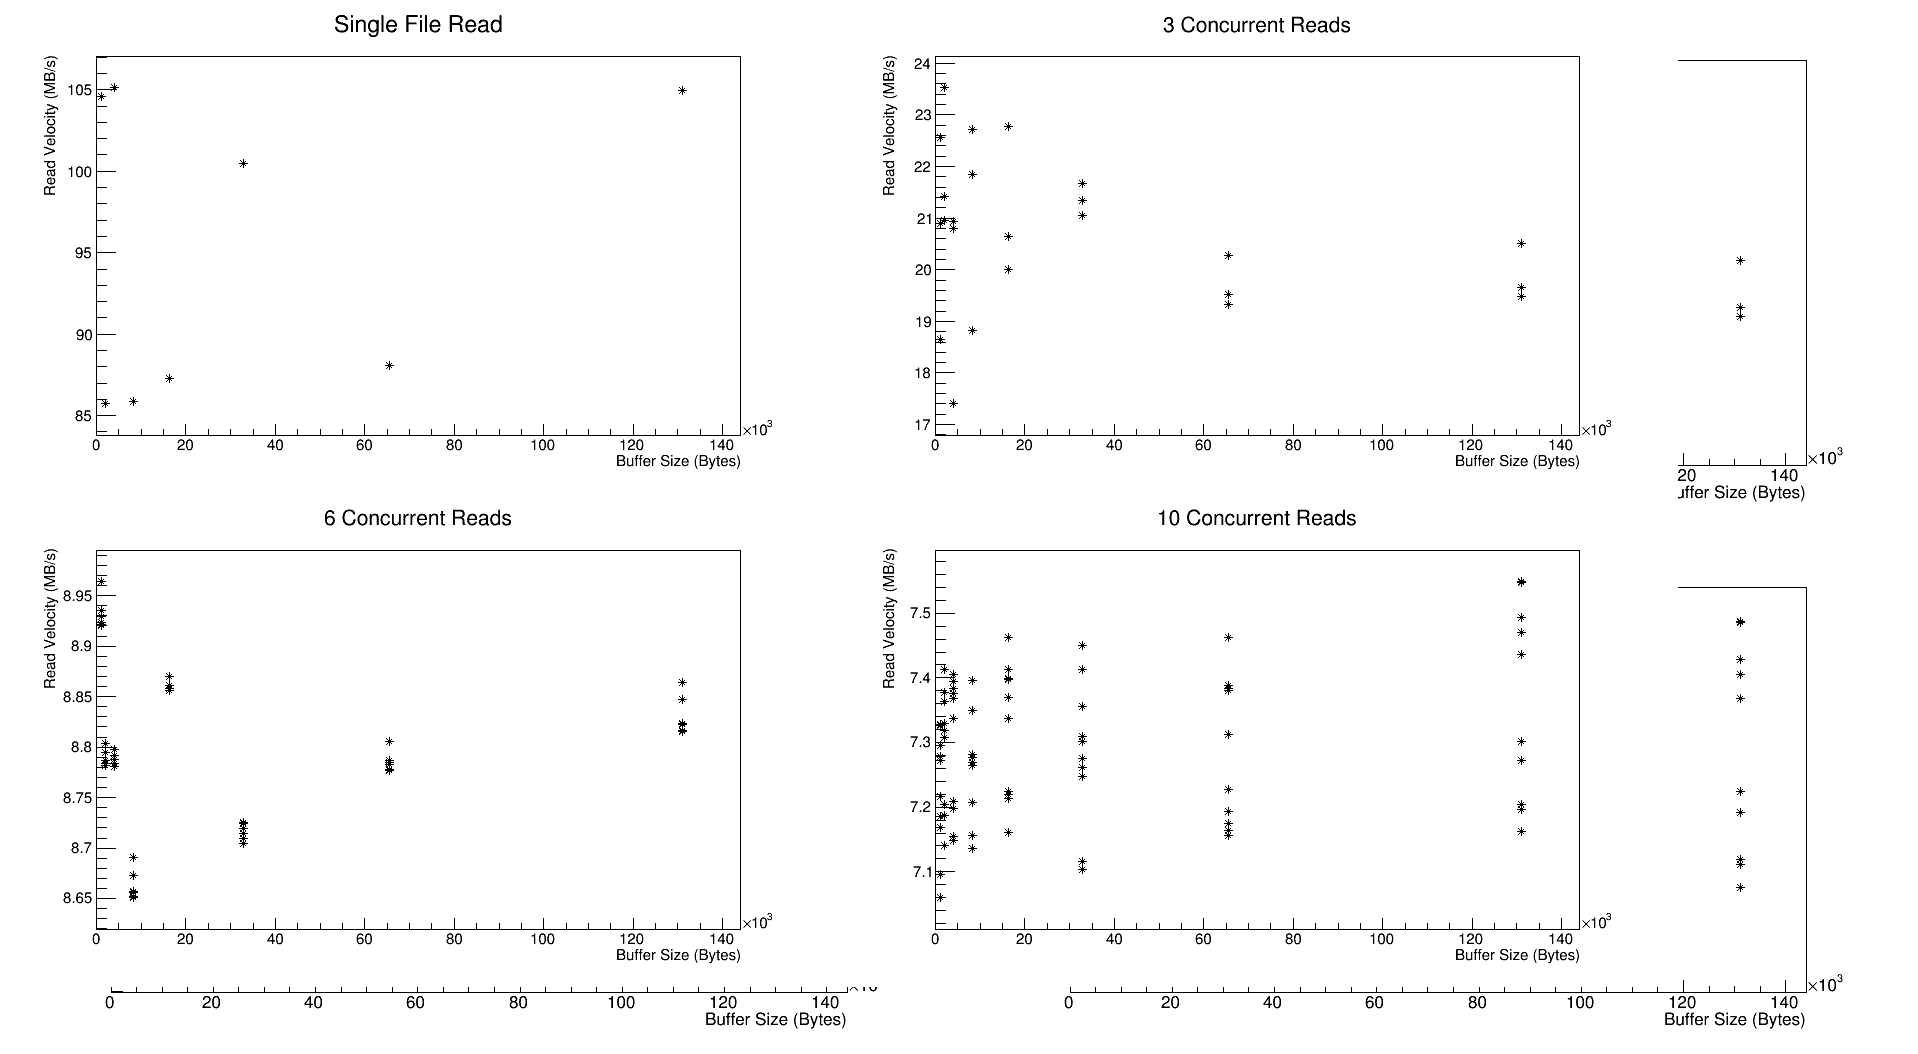 Single File Read
3 Concurrent Reads
Read Velocity (MB/s)
105
100
95
90
85
0 20 40 60 80 100 120 140 ×10³
Buffer Size (Bytes)
Read Velocity (MB/s)
24
23
22
21
20
19
18
17
0 20 40 60 80 100 120 140 ×10³
Buffer Size (Bytes)
20 140 ×10³
uffer Size (Bytes)
6 Concurrent Reads
10 Concurrent Reads
Read Velocity (MB/s)
8.95
8.9
8.85
8.8
8.75
8.7
8.65
0 20 40 60 80 100 120 140 ×10³
Buffer Size (Bytes)
Read Velocity (MB/s)
7.5
7.4
7.3
7.2
7.1
0 20 40 60 80 100 120 140 ×10³
Buffer Size (Bytes)
0 20 40 60 80 100 120 140
Buffer Size (Bytes)
0 20 40 60 80 100 120 140 ×10³
Buffer Size (Bytes)